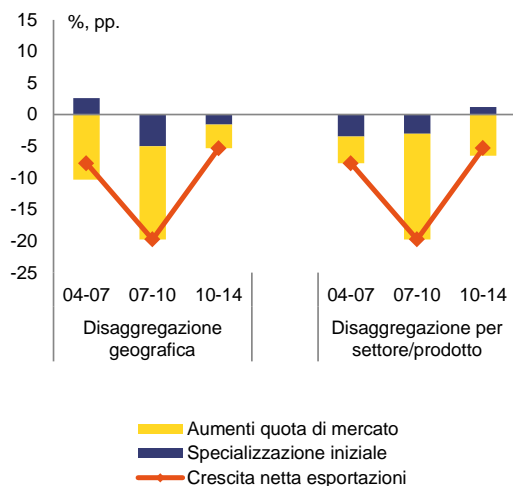 %, pp.
15
10
5
0
-5
-10
-15
-20
-25
04-07 07-10 10-14 04-07 07-10 10-14
Disaggregazione geografica
Disaggregazione per settore/prodotto
Aumenti quota di mercato
Specializzazione iniziale
Crescita netta esportazioni